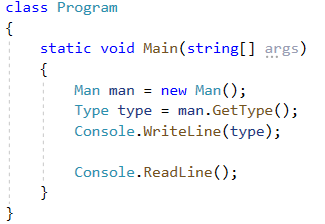 class Program
{
    static void Main(string[] args)
    {
        Man man = new Man();
        Type type = man.GetType();
        Console.WriteLine(type);

        Console.ReadLine();
    }
}